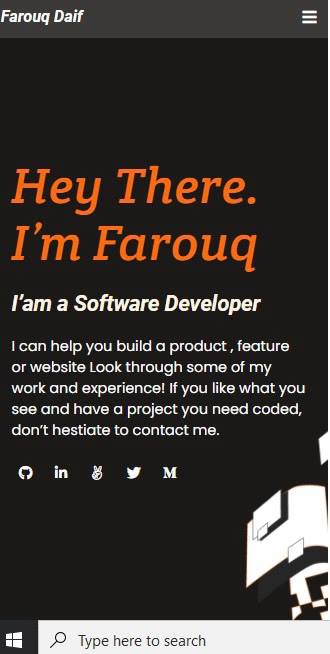 Farouq Daif
Hey There.
I'm Farouq
I'am a Software Developer
I can help you build a product , feature
or website Look through some of my
work and experience! If you like what you
see and have a project you need coded,
don't hestiate to contact me.
Type here to search